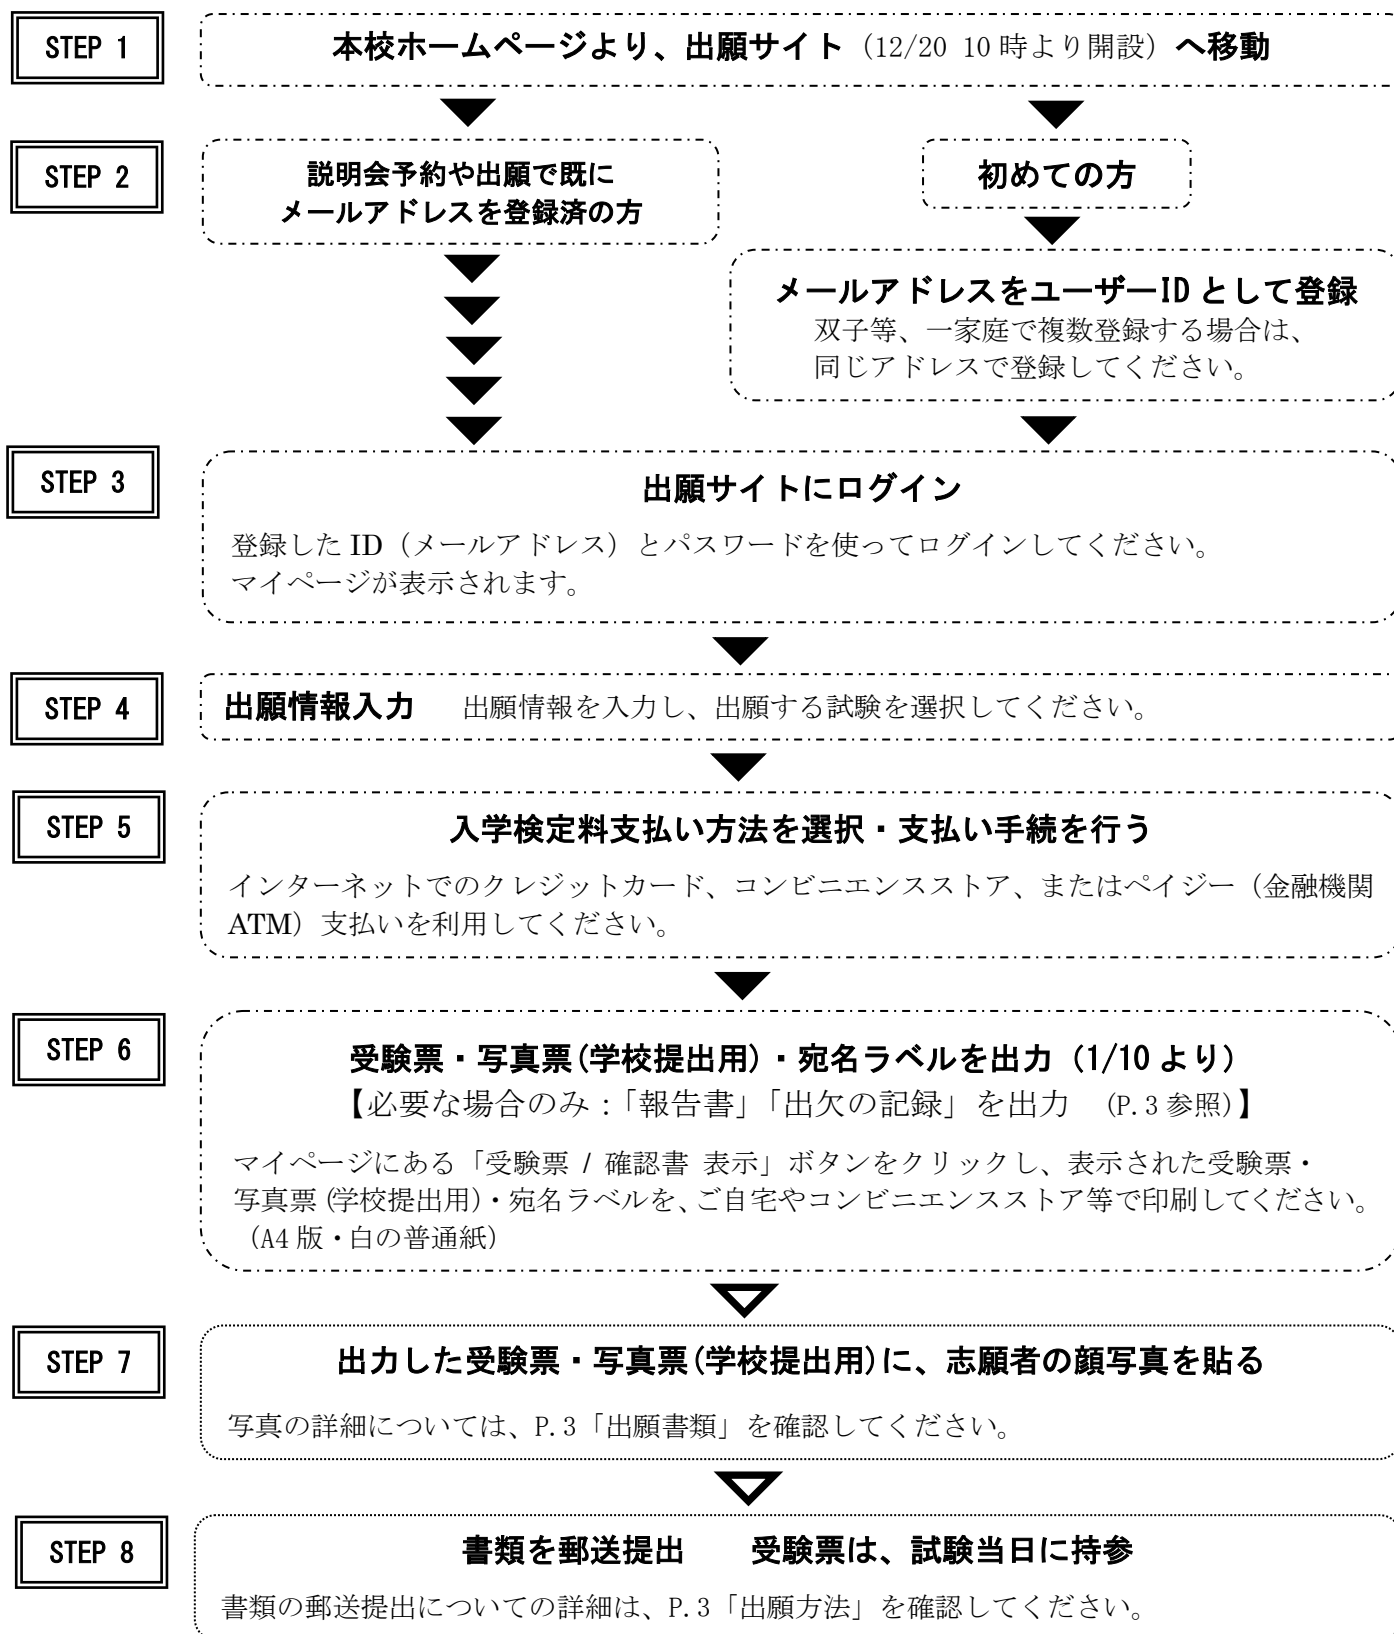 STEP 1
本校ホームページより、出願サイト（12/20 10時より開設）へ移動
STEP 2
説明会予約や出願で既に
メールアドレスを登録済の方
初めての方
メールアドレスをユーザーIDとして登録
双子等、一家庭で複数登録する場合は、
同じアドレスで登録してください。
STEP 3
出願サイトにログイン
登録したID（メールアドレス）とパスワードを使ってログインしてください。
マイページが表示されます。
STEP 4
出願情報入力　出願情報を入力し、出願する試験を選択してください。
STEP 5
入学検定料支払い方法を選択・支払い手続を行う
インターネットでのクレジットカード、コンビニエンスストア、またはペイジー（金融機関
ATM）支払いを利用してください。
STEP 6
受験票・写真票(学校提出用)・宛名ラベルを出力（1/10より）
【必要な場合のみ：「報告書」「出欠の記録」を出力　(P.3参照)】
マイページにある「受験票 / 確認書 表示」ボタンをクリックし、表示された受験票・
写真票(学校提出用)・宛名ラベルを、ご自宅やコンビニエンスストア等で印刷してください。
（A4版・白の普通紙）
STEP 7
出力した受験票・写真票(学校提出用)に、志願者の顔写真を貼る
写真の詳細については、P.3「出願書類」を確認してください。
STEP 8
書類を郵送提出　受験票は、試験当日に持参
書類の郵送提出についての詳細は、P.3「出願方法」を確認してください。